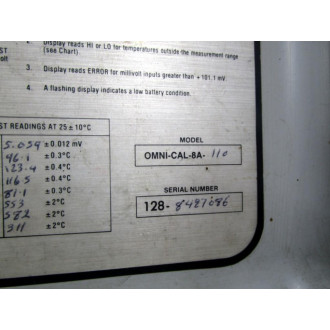 4. Display reads HI or LO for temperatures outside the measurement range
(see chart).
3. Display reads ERROR for millivolt inputs greater than +101.1 mV
4. A flashing display indicates a low battery condition.
ST READINGS AT 25 ± 10°C
5.059 ±0.012 mV
46.1 ±0.3°C
123.4 ±0.4°C
116.5 ±0.4°C
81.1 ±0.3°C
553 ±2°C
582 ±2°C
511 ±2°C
MODEL
OMNI-CAL-8A-110
SERIAL NUMBER
128-8487086